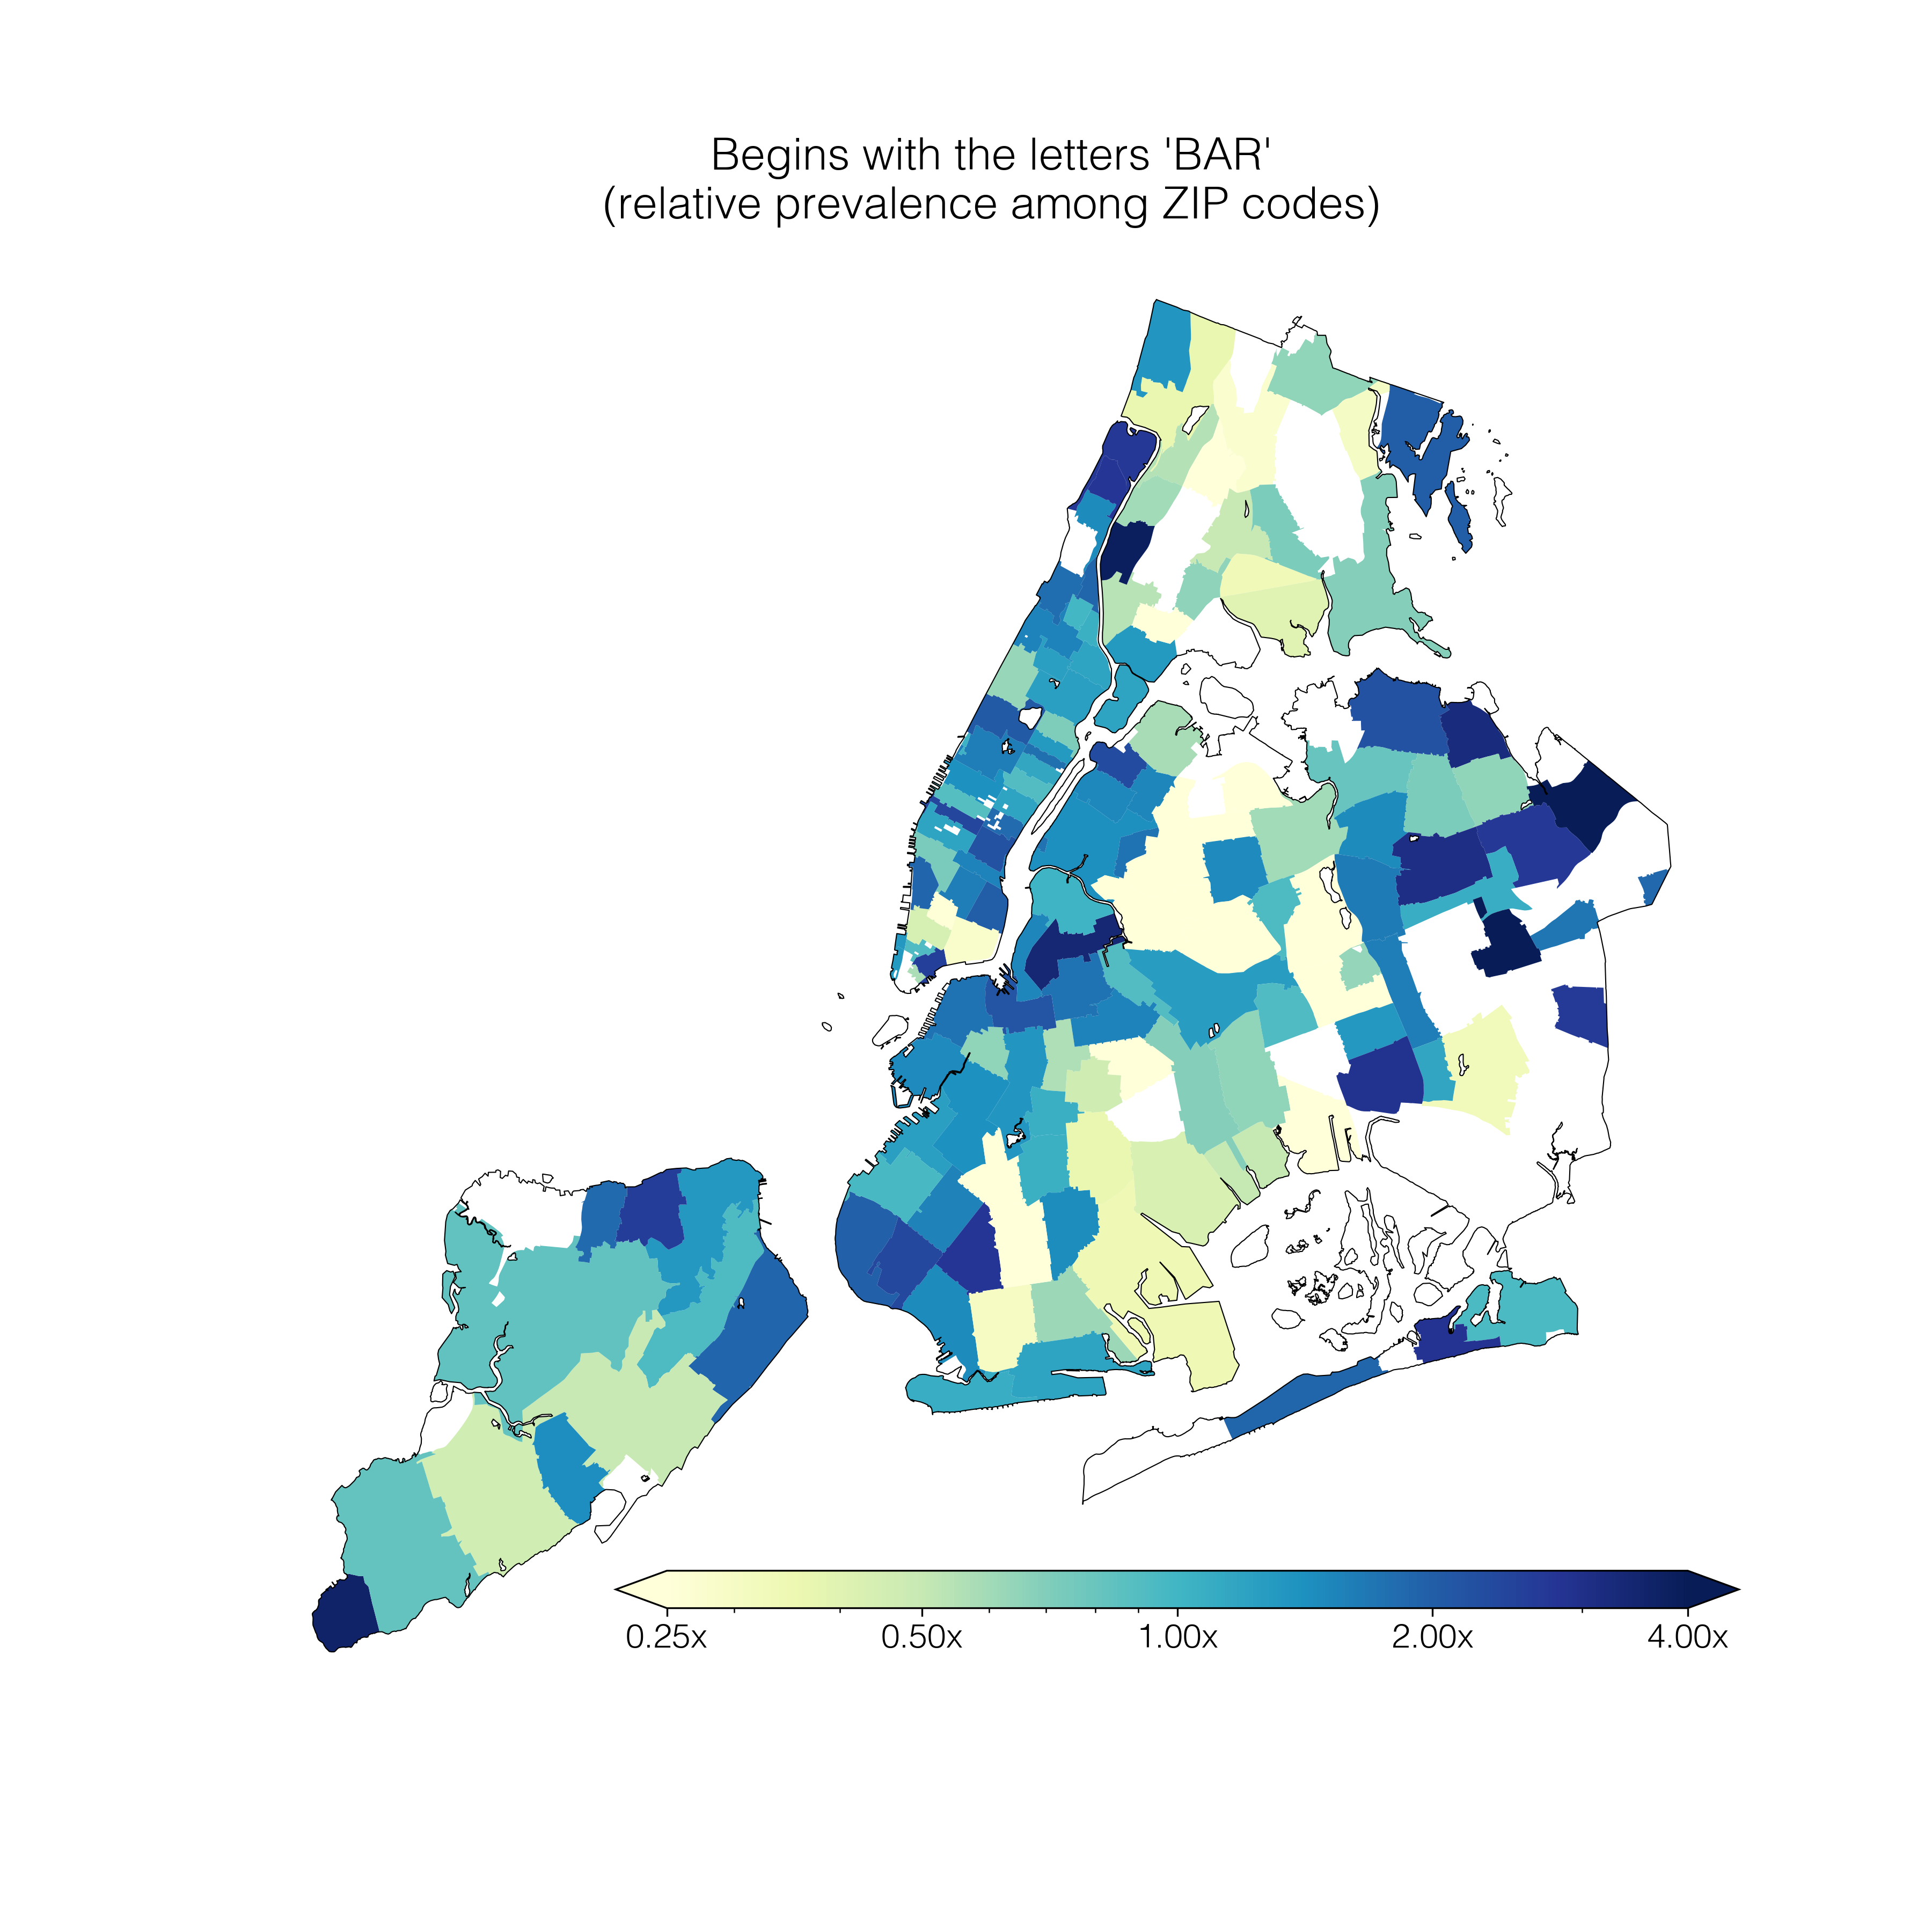 Begins with the letters 'BAR'
(relative prevalence among ZIP codes)
0.25x 0.50x 1.00x 2.00x 4.00x